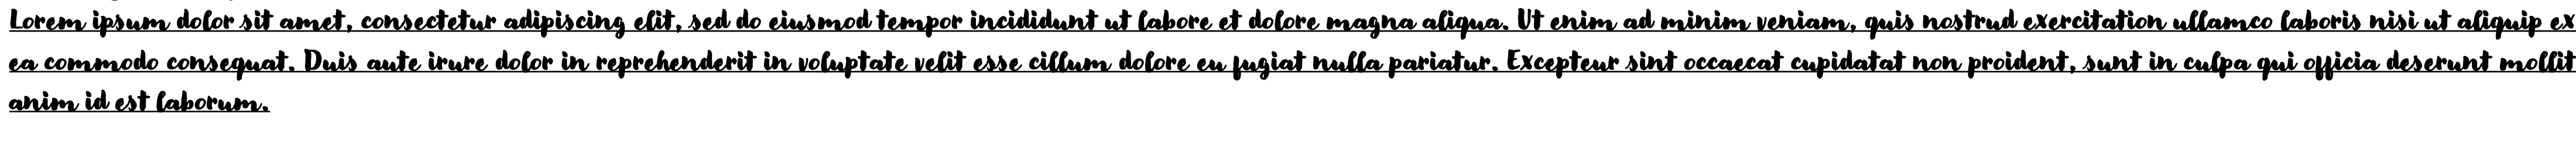 Lorem ipsum dolor sit amet, consectetur adipiscing elit, sed do eiusmod tempor incididunt ut labore et dolore magna aliqua. Ut enim ad minim veniam, quis nostrud exercitation ullamco laboris nisi ut aliquip ex
ea commodo consequat. Duis aute irure dolor in reprehenderit in voluptate velit esse cillum dolore eu fugiat nulla pariatur. Excepteur sint occaecat cupidatat non proident, sunt in culpa qui officia deserunt mollit
anim id est laborum.